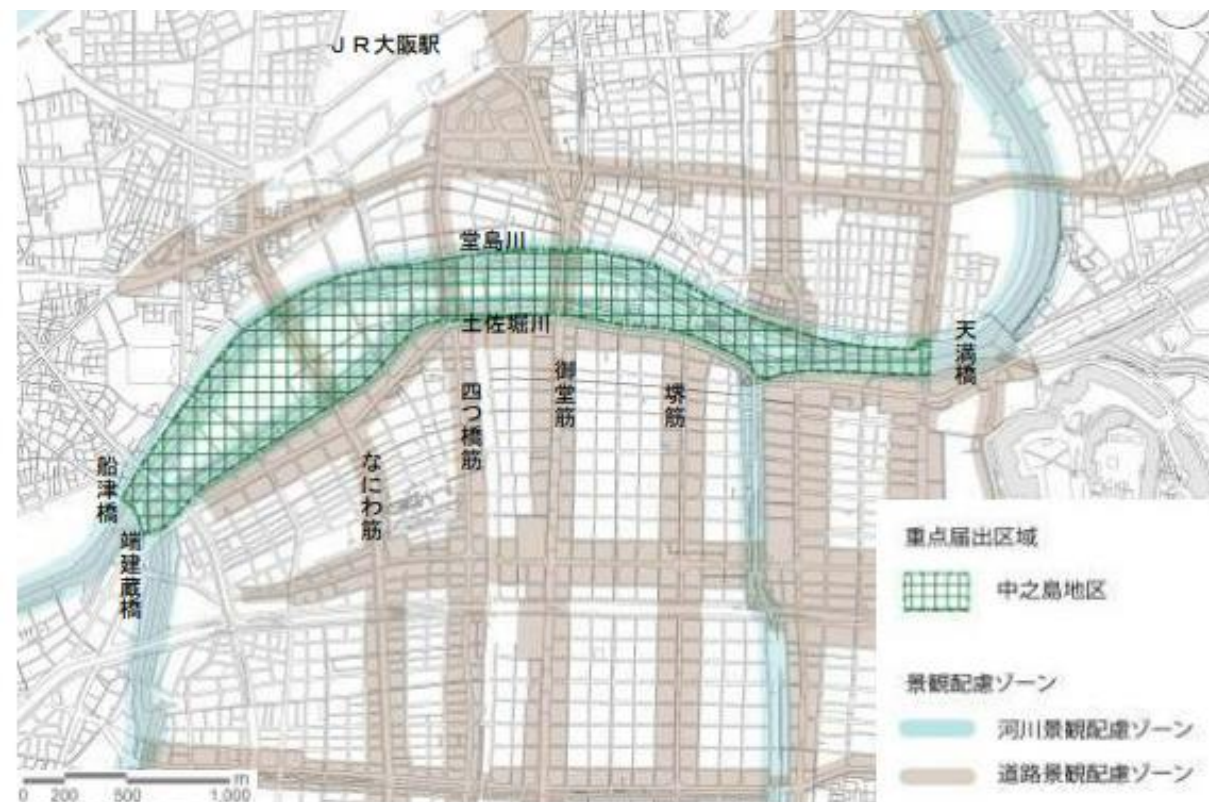 JR大阪駅
堂島川
土佐堀川
天満橋
御堂筋
四つ橋筋
堺筋
なにわ筋
船津橋
端建蔵橋
重点届出区域
中之島地区
景観配慮ゾーン
河川景観配慮ゾーン
道路景観配慮ゾーン
m
0 200 500 1,000